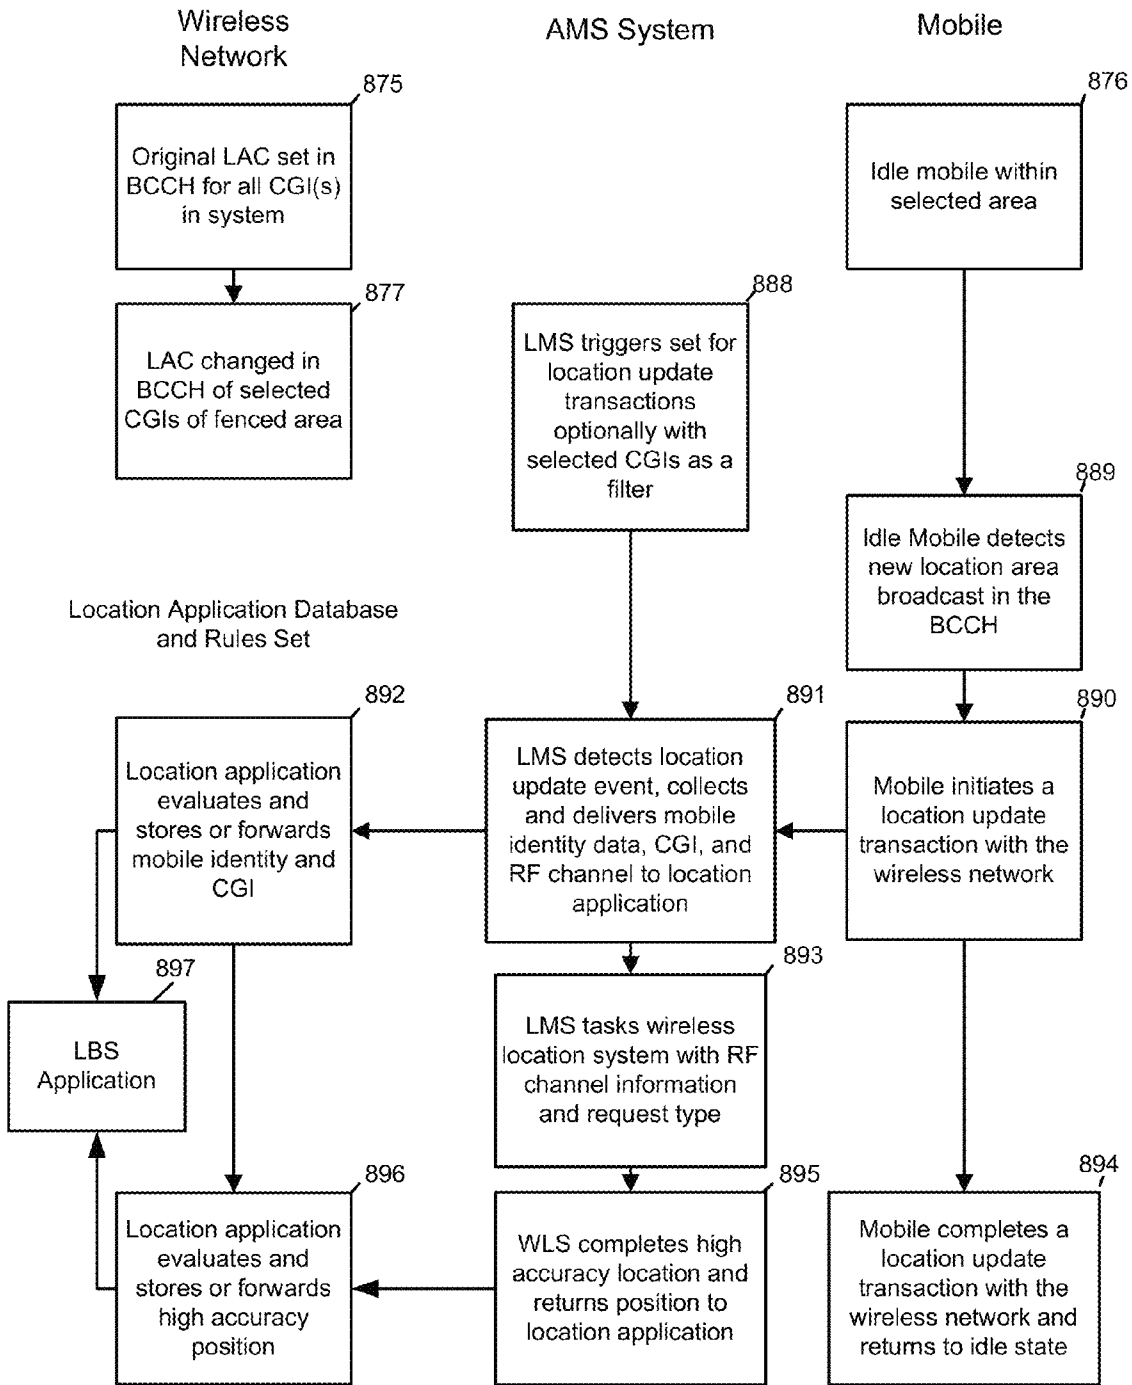 Wireless
Network
AMS System
Mobile
875
Original LAC set in
BCCH for all CGI(s)
in system
876
Idle mobile within
selected area
877
LAC changed in
BCCH of selected
CGIs of fenced area
888
LMS triggers set for
location update
transactions
optionally with
selected CGIs as a
filter
889
Idle Mobile detects
new location area
broadcast in the
BCCH
Location Application Database
and Rules Set
892
Location application
evaluates and
stores or forwards
mobile identity and
CGI
891
LMS detects location
update event, collects
and delivers mobile
identity data, CGI, and
RF channel to location
application
890
Mobile initiates a
location update
transaction with the
wireless network
897
LBS
Application
893
LMS tasks wireless
location system with RF
channel information
and request type
896
Location application
evaluates and
stores or forwards
high accuracy
position
895
WLS completes high
accuracy location and
returns position to
location application
894
Mobile completes a
location update
transaction with the
wireless network and
returns to idle state